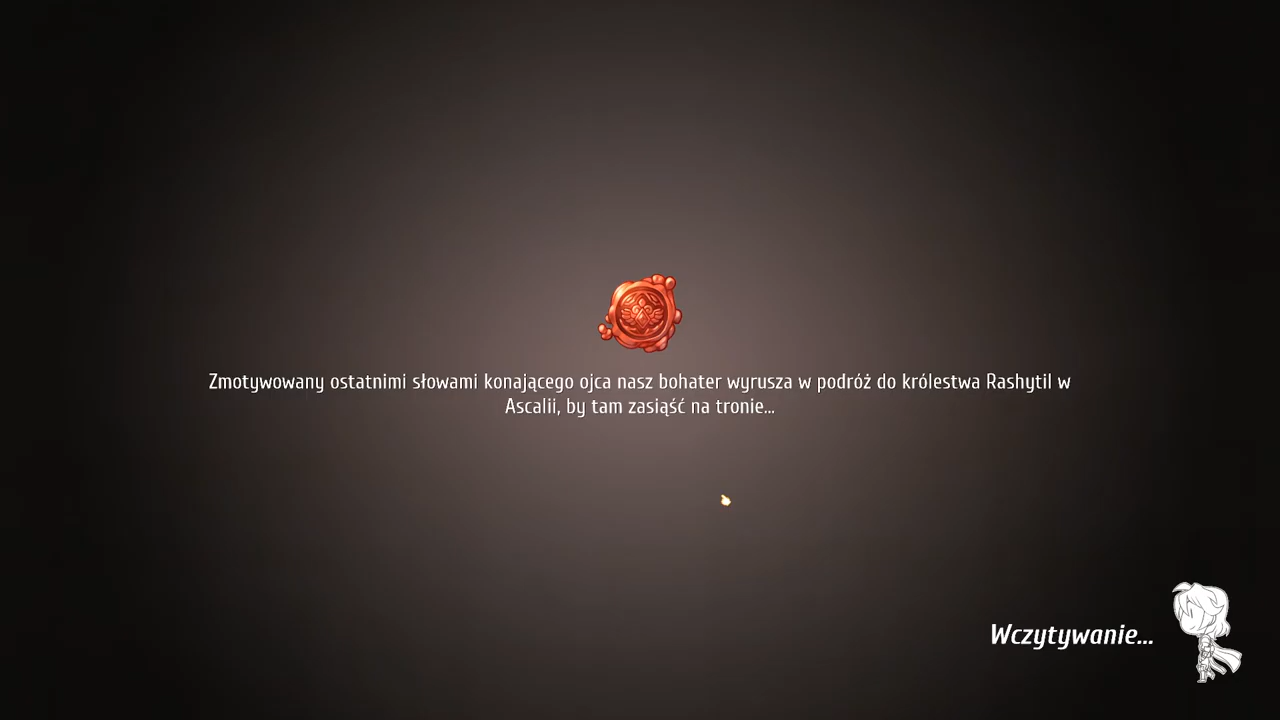 Zmotywowany ostatnimi słowami konającego ojca nasz bohater wyrusza w podróż do królestwa Rashytil w
Ascalii, by tam zasiąść na tronie...
Wczytywanie...